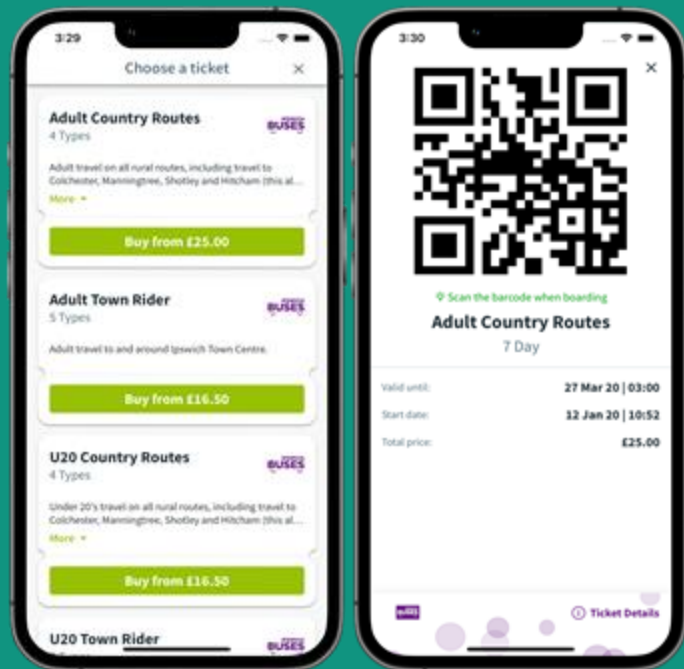 3:29
Choose a ticket
Adult Country Routes
BUSES
4 Types
Adult travel on all rural routes, including travel to
Colchester, Manningtree, Shotley and Hitcham (this al...
More
Buy from £25.00
Adult Town Rider
BUSES
5 Types
Adult travel to and around Ipswich Town Centre.
Buy from £16.50
U20 Country Routes
BUSES
4 Types
Under 20's travel on all rural routes, including travel to
Colchester, Manningtree, Shotley and Hitcham (this al...
More
Buy from £16.50
U20 Town Rider
BUSES
3:30
Scan the barcode when boarding
Adult Country Routes
7 Day
Valid until: 27 Mar 20 | 03:00
Start date: 12 Jan 20 | 10:52
Total price: £25.00
BUSES
Ticket Details